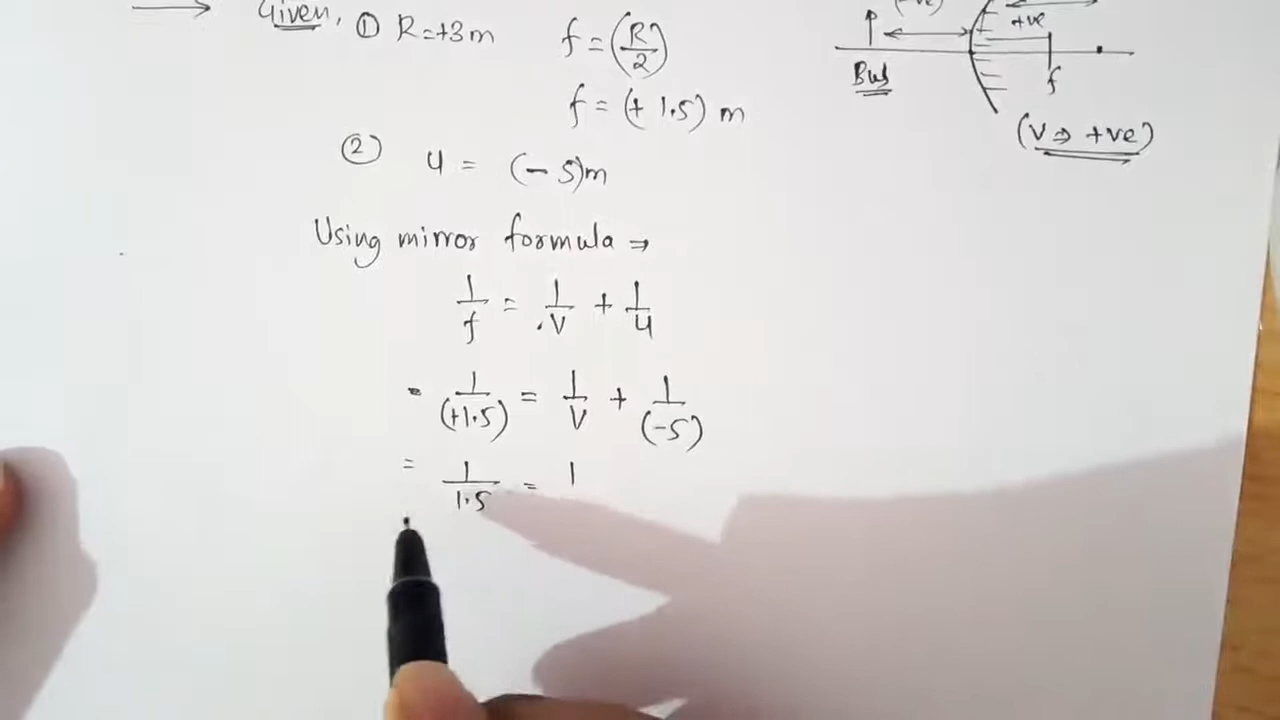 Given, ① R=+3m
f = (R/2)
f = (+ 1.5) m
② u = (- 5)m
Using mirror formula ⇒
1/f = 1/v + 1/u
= 1/(+1.5) = 1/v + 1/(-5)
= 1/1.5 = 1
+ve
Bus
f
(V ⇒ +ve)